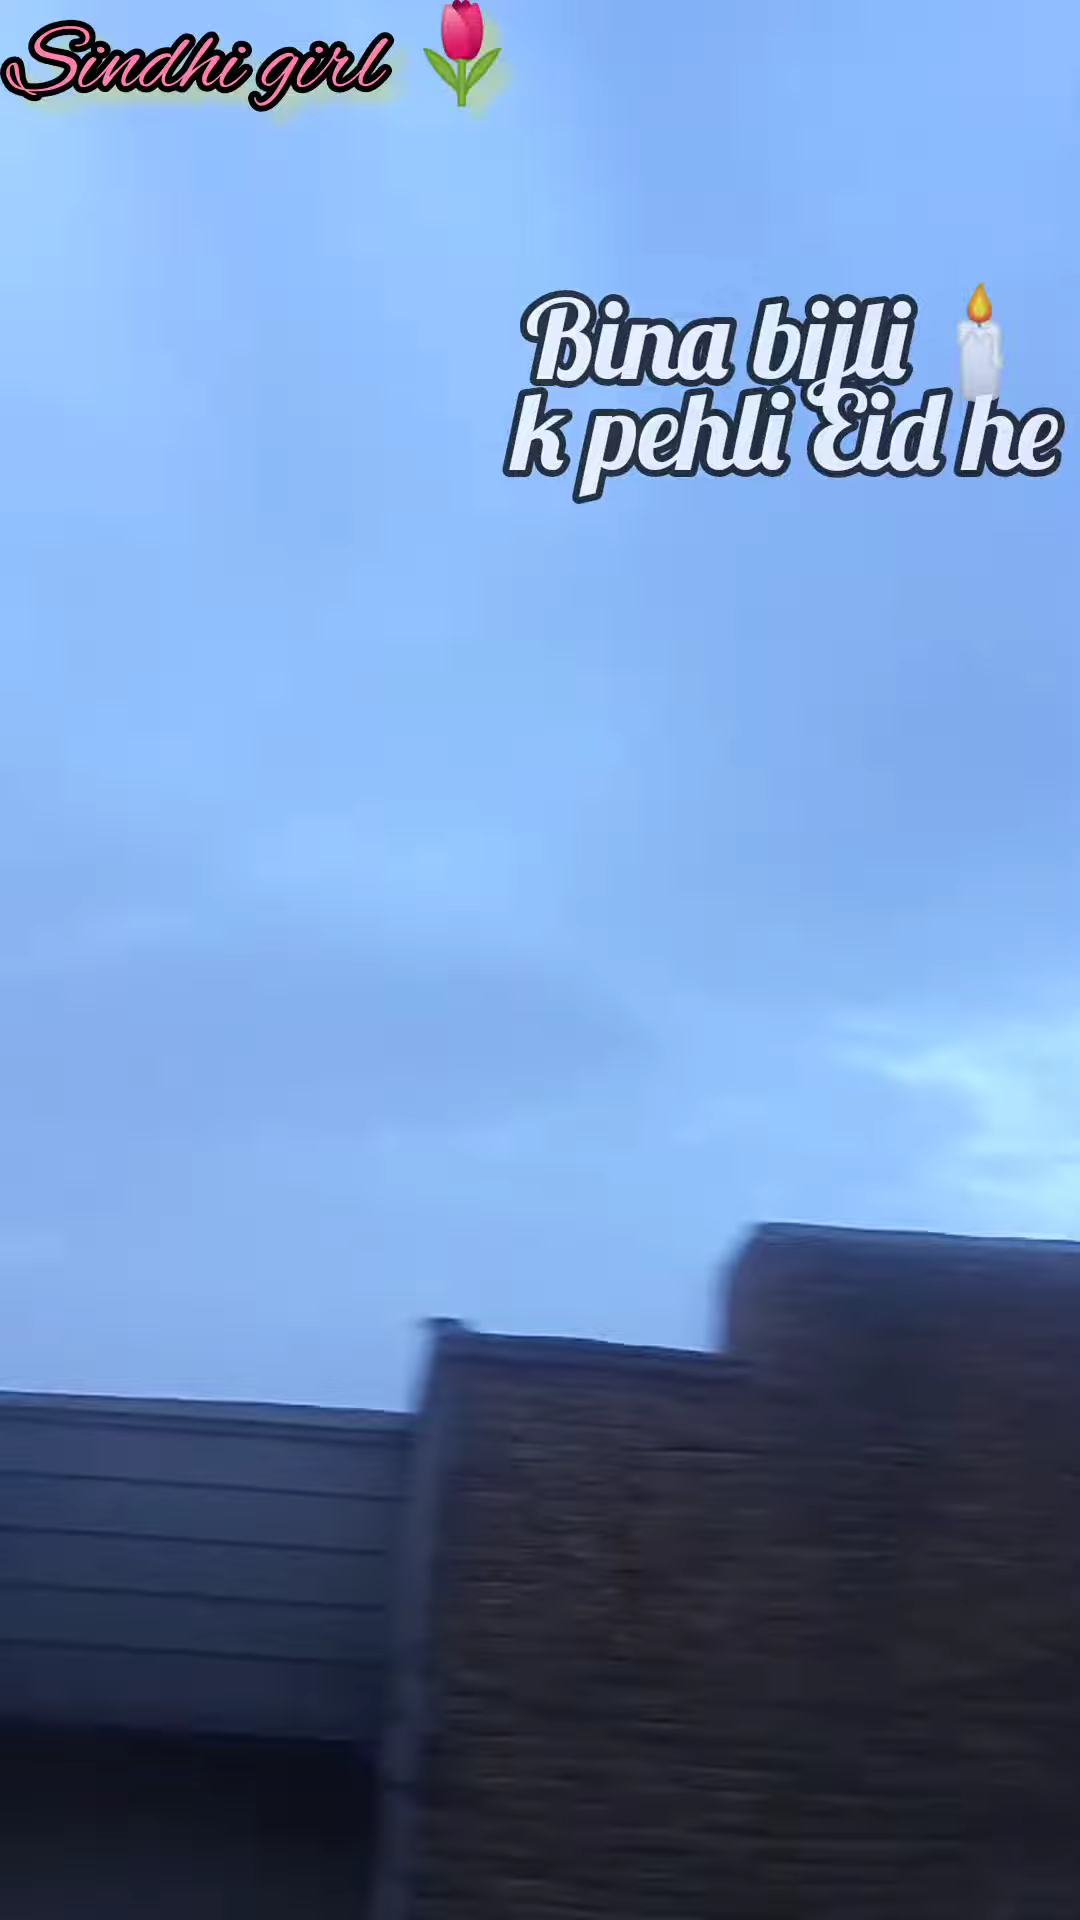 Sindhi girl 🌷
Bina bijli 🕯️
k pehli Eid he